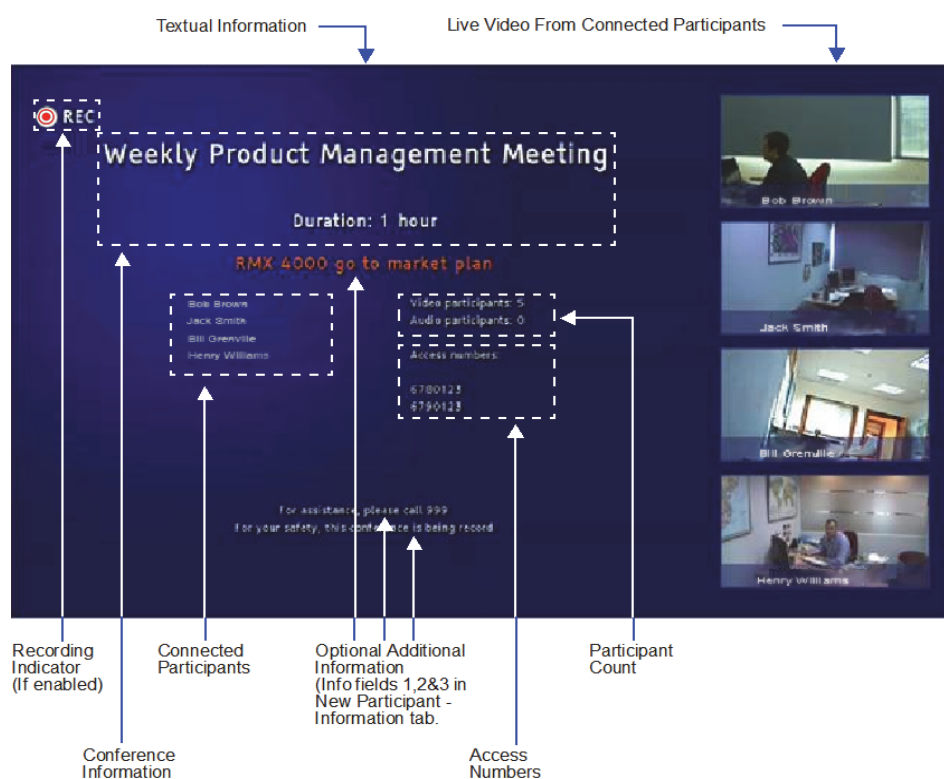 Textual Information
Live Video From Connected Participants
REC
Weekly Product Management Meeting
Duration: 1 hour
RMX 4000 go to market plan
Bob Brown
Jack Smith
Bill Grenville
Henry Williams
Video participants: 5
Audio participants: 0
Access numbers:
6780123
6790123
For assistance, please call 999
For your safety, this conference is being record
Bob Brown
Jack Smith
Bill Grenville
Henry Williams
Recording
Indicator
(If enabled)
Connected
Participants
Optional Additional
Information
(Info fields 1,2&3 in
New Participant -
Information tab.
Participant
Count
Conference
Information
Access
Numbers